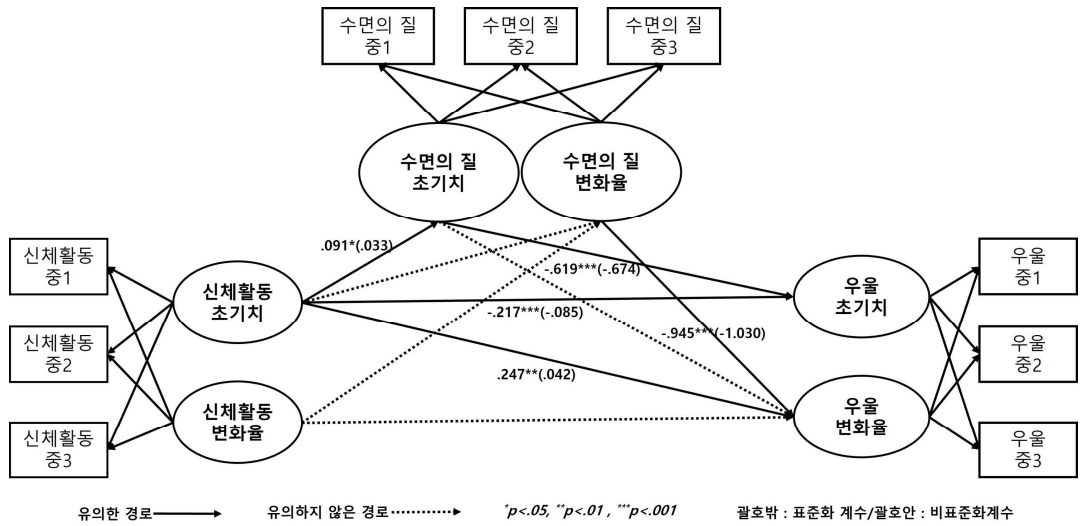 수면의 질
중1
수면의 질
중2
수면의 질
중3
수면의 질
초기치
수면의 질
변화율
.091*(.033)
신체활동
중1
신체활동
중2
신체활동
중3
신체활동
초기치
신체활동
변화율
-.619***(-.674)
-.217***(-.085)
-.945***(-1.030)
.247**(.042)
우울
초기치
우울
변화율
우울
중1
우울
중2
우울
중3
유의한 경로
유의하지 않은 경로
*p<.05, **p<.01 , ***p<.001
괄호밖 : 표준화 계수/괄호안 : 비표준화계수